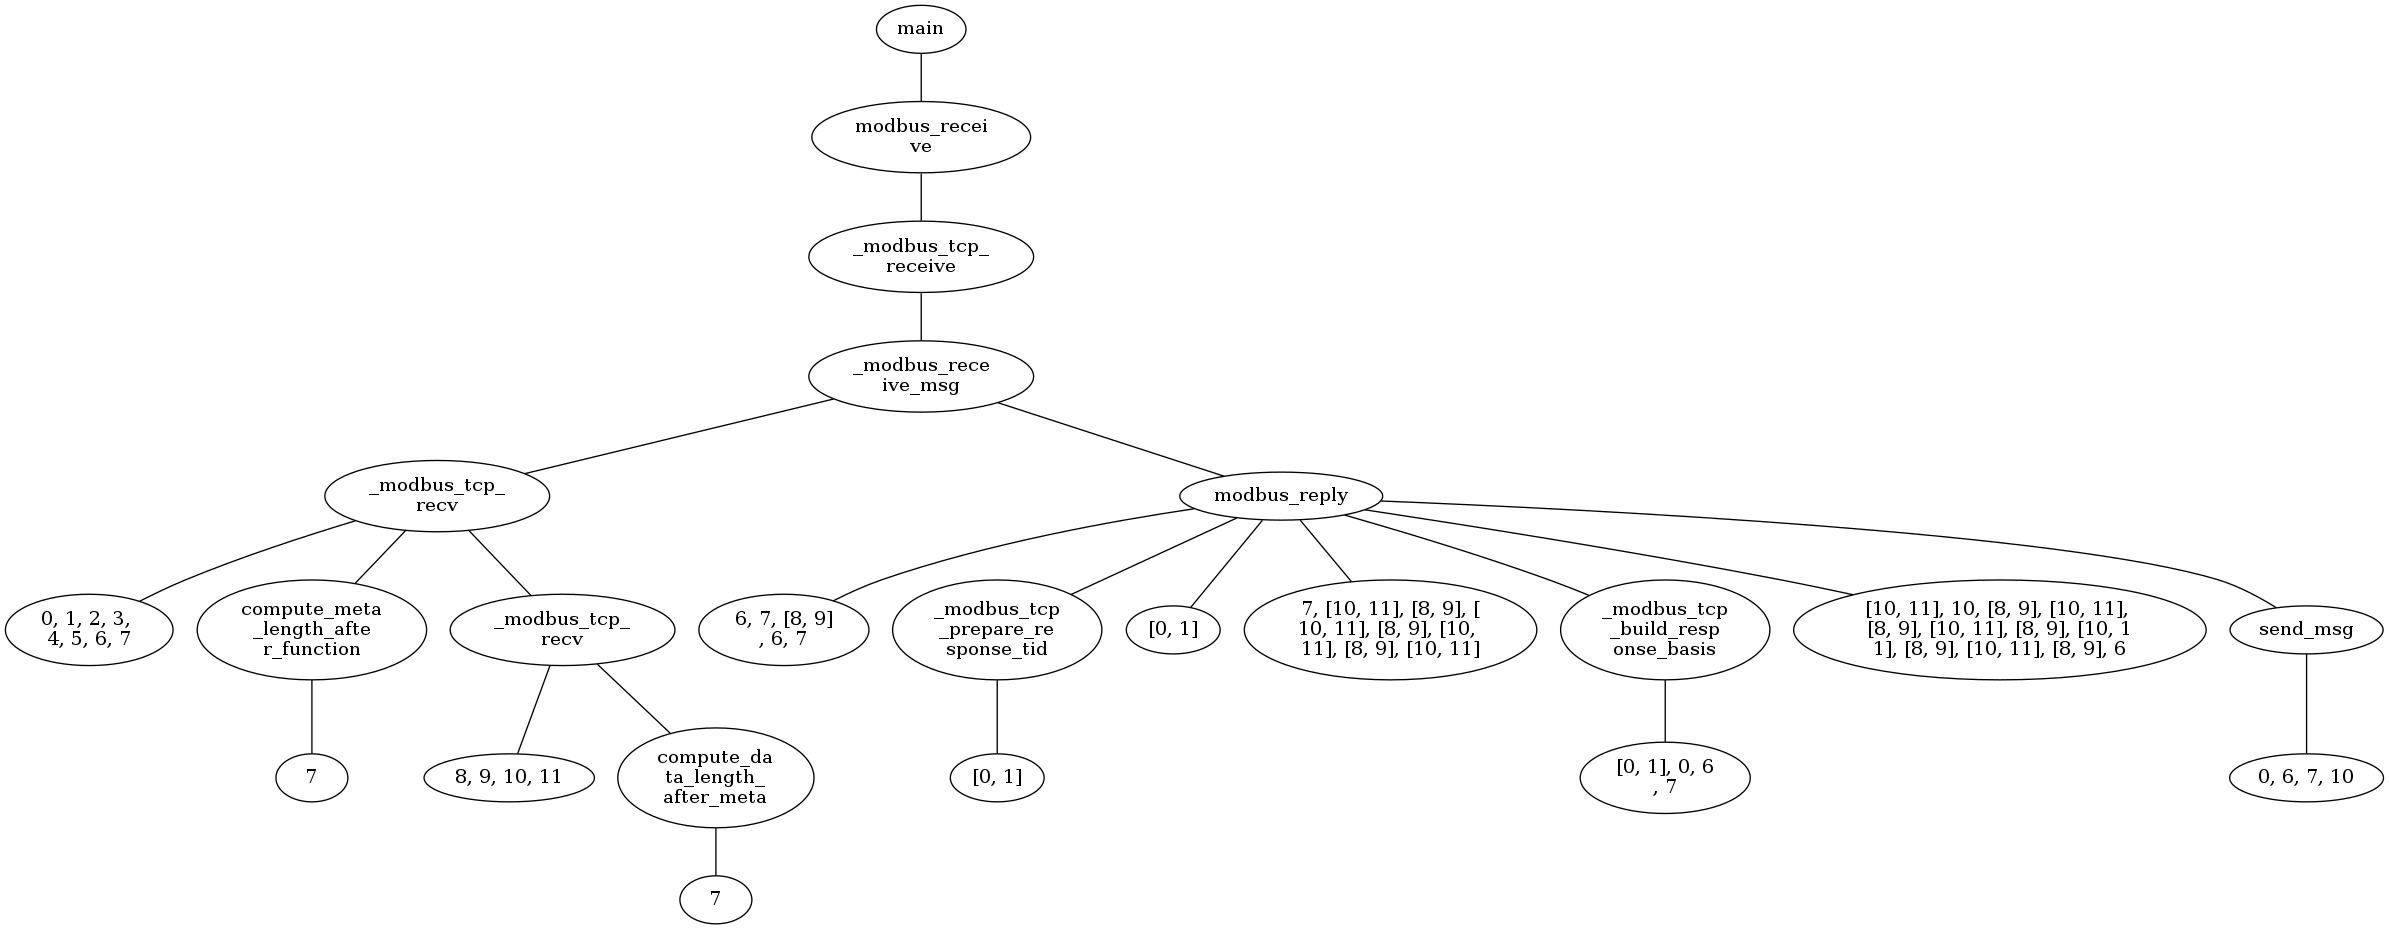 main
modbus_recei
ve
_modbus_tcp_
receive
_modbus_rece
ive_msg
_modbus_tcp_
recv
modbus_reply
0, 1, 2, 3,
4, 5, 6, 7
compute_meta
_length_afte
r_function
_modbus_tcp_
recv
6, 7, [8, 9]
, 6, 7
_modbus_tcp
_prepare_re
sponse_tid
[0, 1]
7, [10, 11], [8, 9], [
10, 11], [8, 9], [10,
11], [8, 9], [10, 11]
_modbus_tcp
_build_resp
onse_basis
[10, 11], 10, [8, 9], [10, 11],
[8, 9], [10, 11], [8, 9], [10, 1
1], [8, 9], [10, 11], [8, 9], 6
send_msg
7
8, 9, 10, 11
compute_da
ta_length_
after_meta
[0, 1]
[0, 1], 0, 6
, 7
0, 6, 7, 10
7